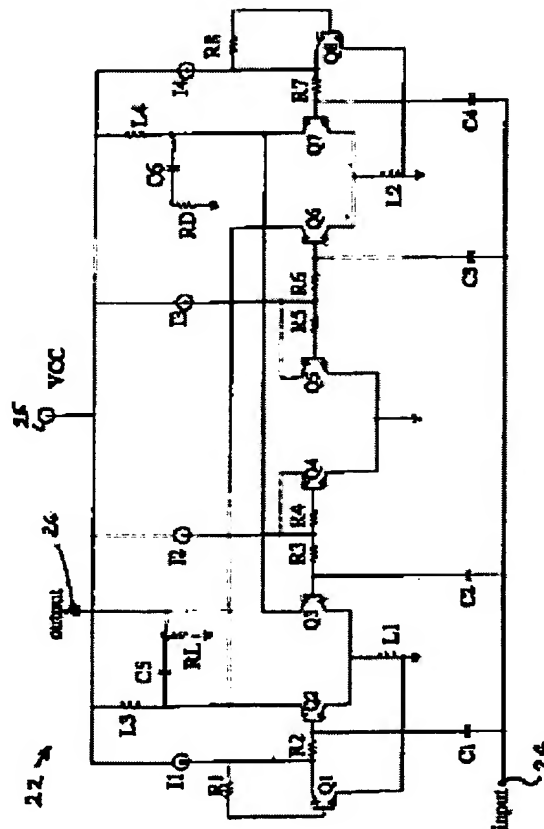 22
output
26
25
VCC
L3
C5
RL
RD
C6
L4
I1
I2
I3
I4
R1
R8
Q1
R2
Q2
Q3
R3
R4
Q4
Q5
R5
R6
Q6
Q7
R7
Q8
L1
L2
C1
C2
C3
C4
input
24